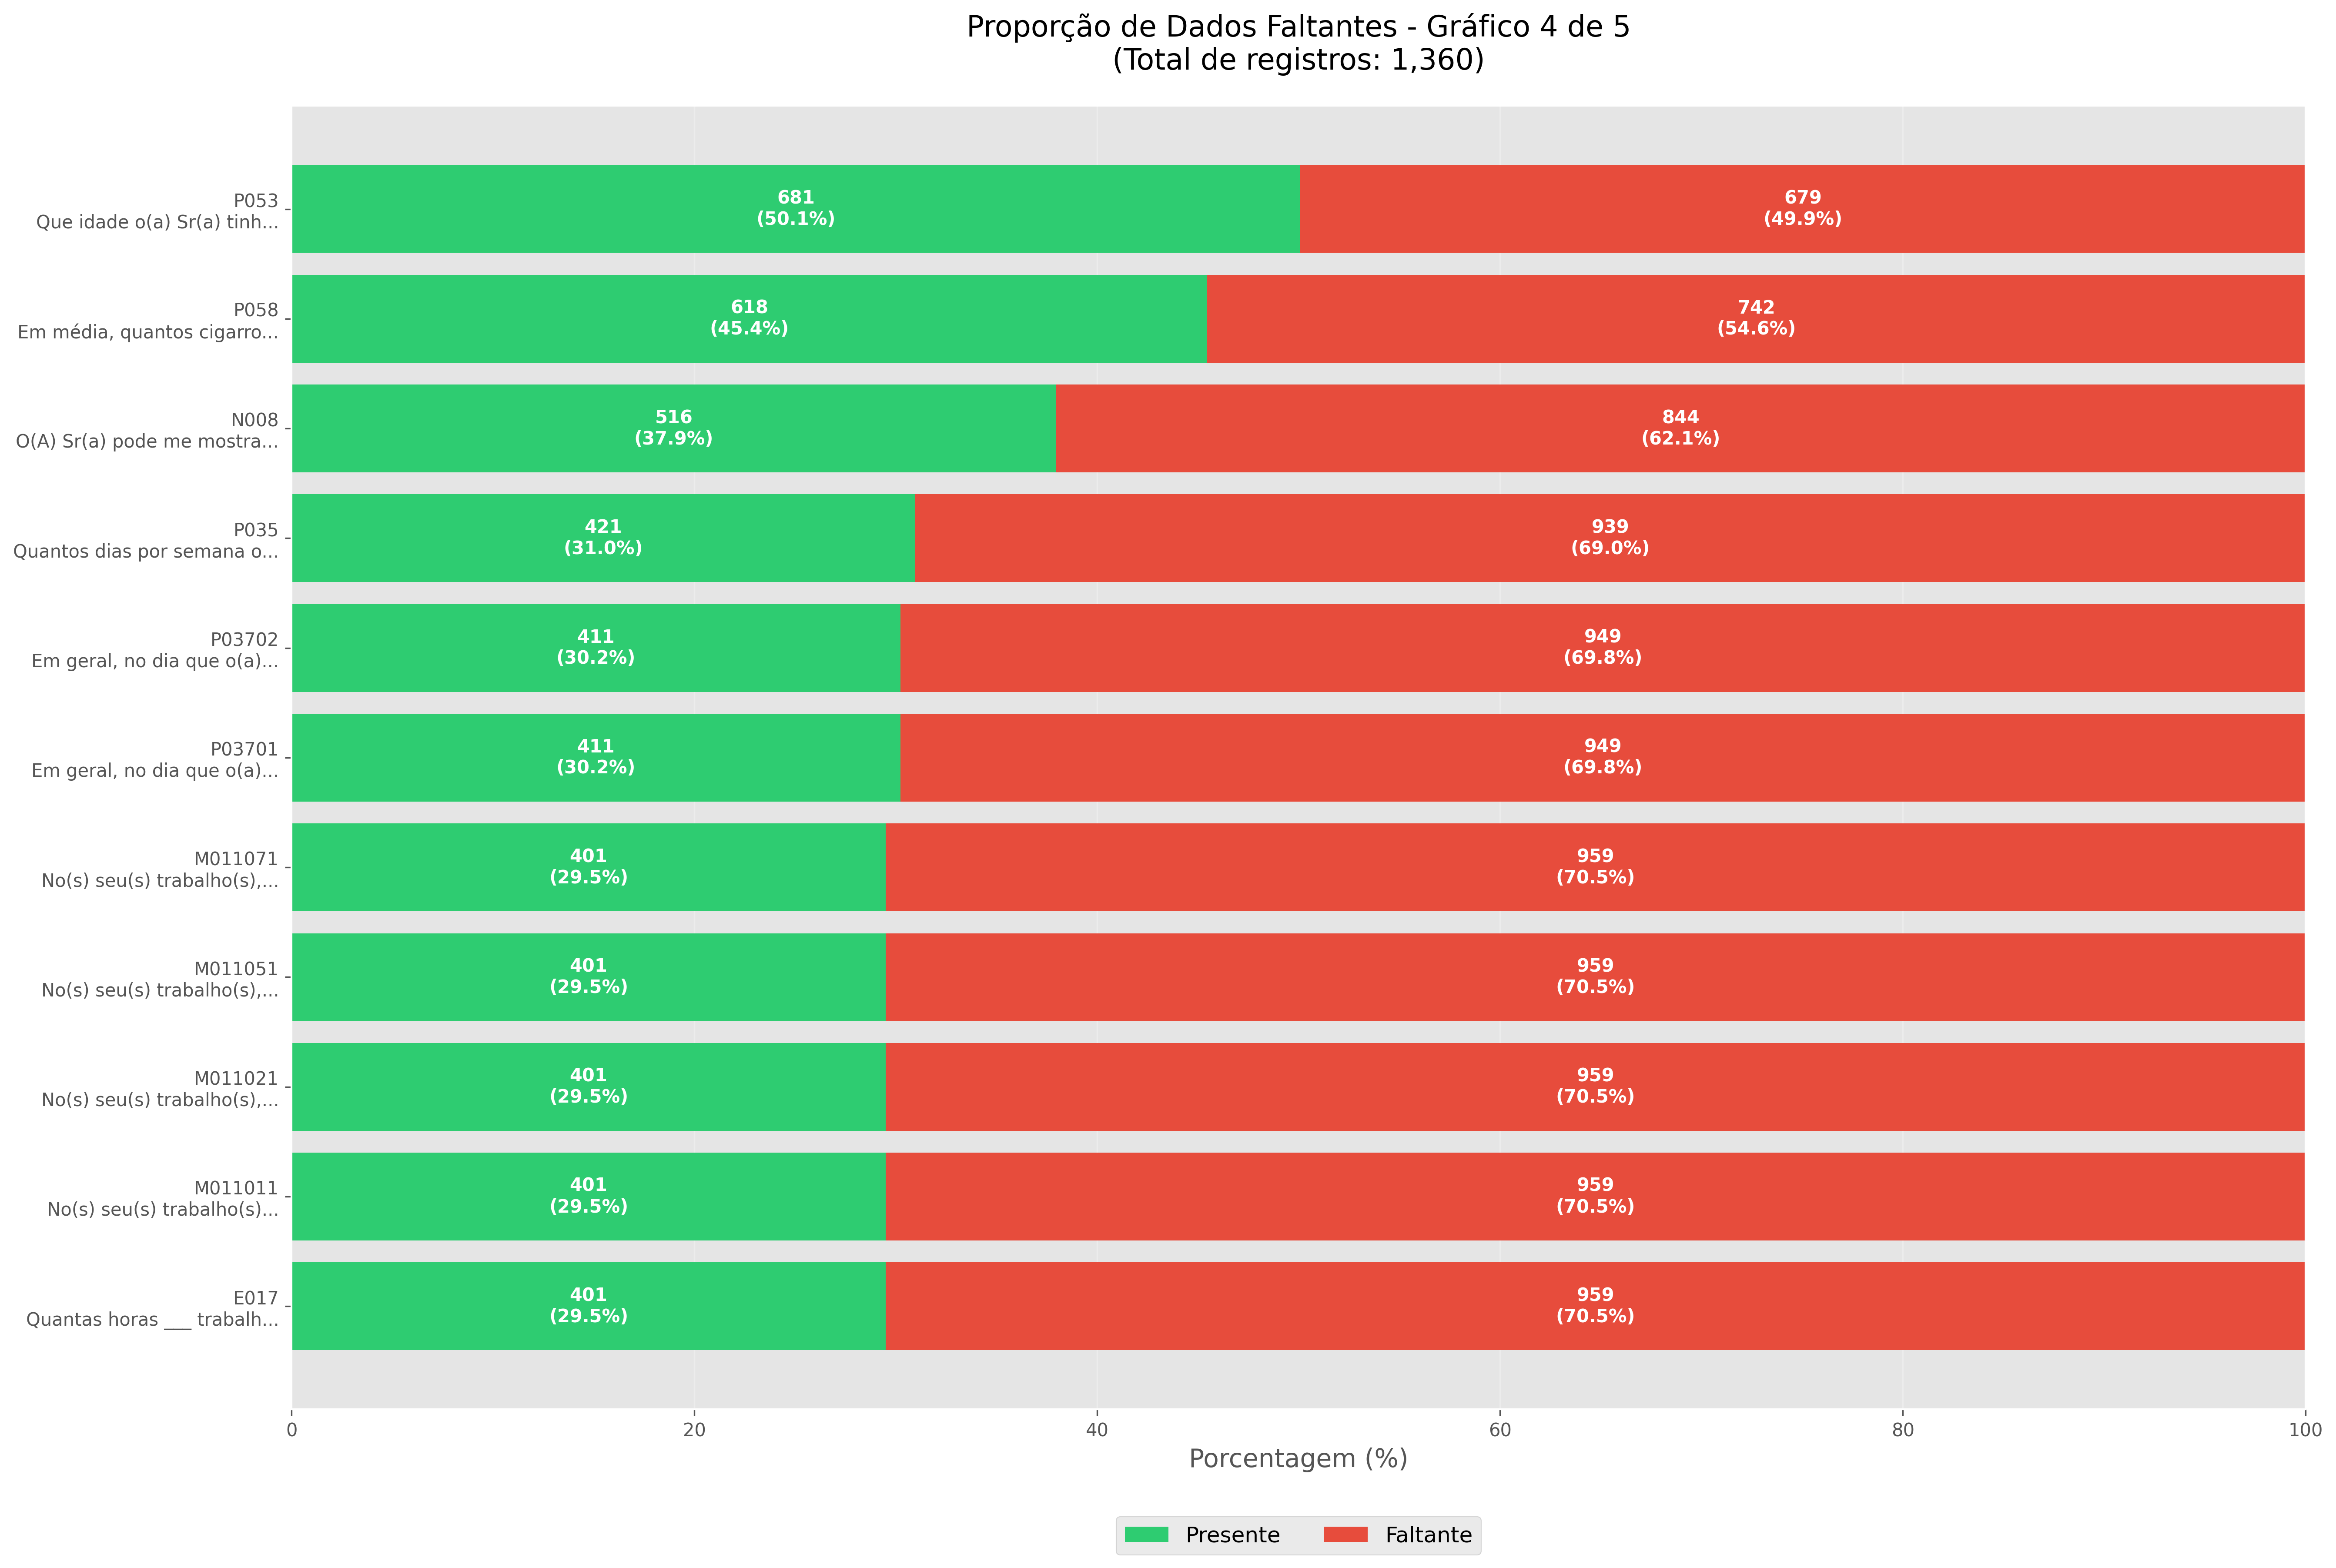 Proporção de Dados Faltantes - Gráfico 4 de 5
(Total de registros: 1,360)
P053
Que idade o(a) Sr(a) tinh...
681
(50.1%)
679
(49.9%)
P058
Em média, quantos cigarro...
618
(45.4%)
742
(54.6%)
N008
O(A) Sr(a) pode me mostra...
516
(37.9%)
844
(62.1%)
P035
Quantos dias por semana o...
421
(31.0%)
939
(69.0%)
P03702
Em geral, no dia que o(a)...
411
(30.2%)
949
(69.8%)
P03701
Em geral, no dia que o(a)...
411
(30.2%)
949
(69.8%)
M011071
No(s) seu(s) trabalho(s),...
401
(29.5%)
959
(70.5%)
M011051
No(s) seu(s) trabalho(s),...
401
(29.5%)
959
(70.5%)
M011021
No(s) seu(s) trabalho(s),...
401
(29.5%)
959
(70.5%)
M011011
No(s) seu(s) trabalho(s)...
401
(29.5%)
959
(70.5%)
E017
Quantas horas ___ trabalh...
401
(29.5%)
959
(70.5%)
0 20 40 60 80 100
Porcentagem (%)
Presente Faltante